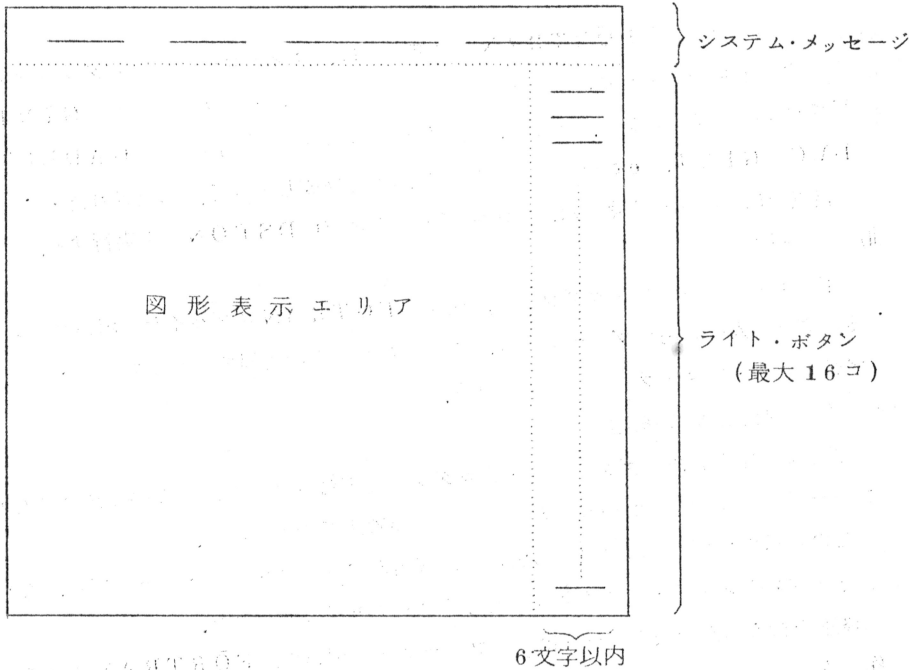 システム・メッセージ
図形表示エリア
ライト・ボタン
(最大16コ)
6文字以内